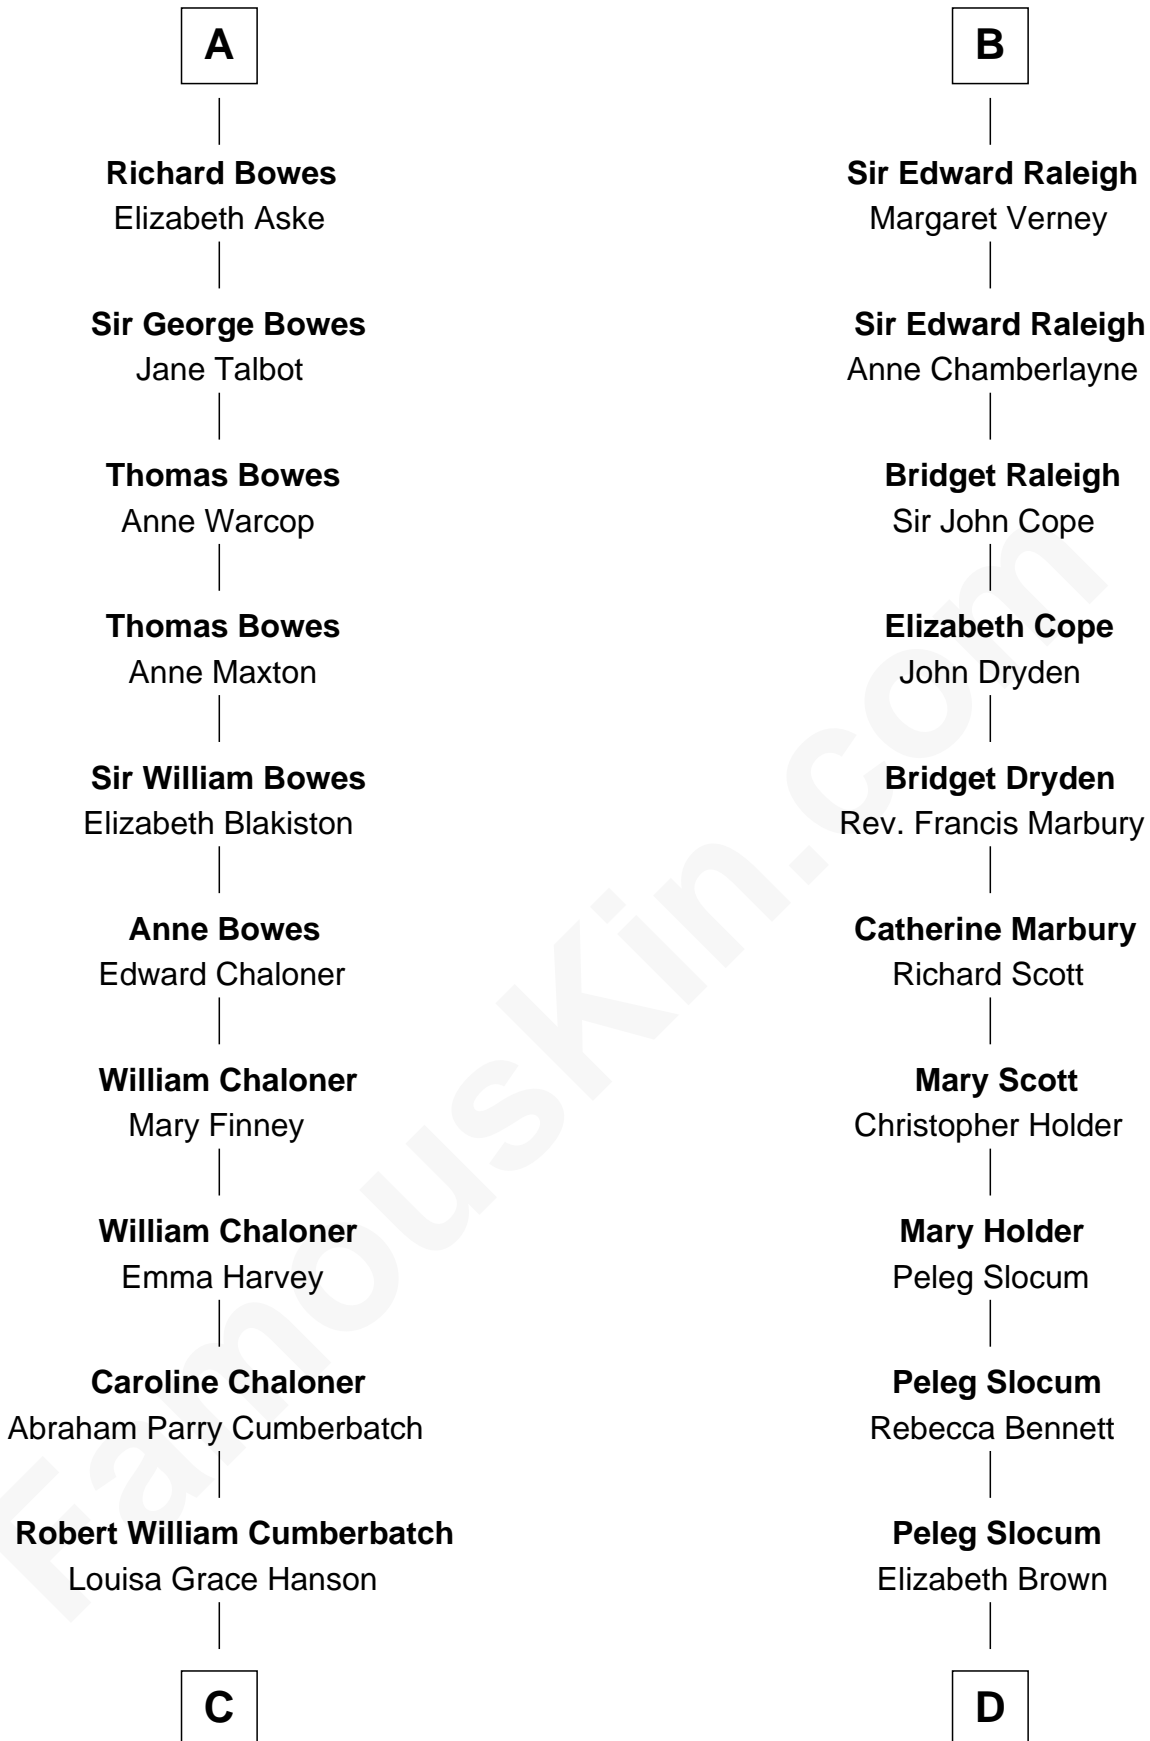 A
Richard Bowes
Elizabeth Aske
Sir George Bowes
Jane Talbot
Thomas Bowes
Anne Warcop
Thomas Bowes
Anne Maxton
Sir William Bowes
Elizabeth Blakiston
Anne Bowes
Edward Chaloner
William Chaloner
Mary Finney
William Chaloner
Emma Harvey
Caroline Chaloner
Abraham Parry Cumberbatch
Robert William Cumberbatch
Louisa Grace Hanson
C
B
Sir Edward Raleigh
Margaret Verney
Sir Edward Raleigh
Anne Chamberlayne
Bridget Raleigh
Sir John Cope
Elizabeth Cope
John Dryden
Bridget Dryden
Rev. Francis Marbury
Catherine Marbury
Richard Scott
Mary Scott
Christopher Holder
Mary Holder
Peleg Slocum
Peleg Slocum
Rebecca Bennett
Peleg Slocum
Elizabeth Brown
D
FamousKin.com